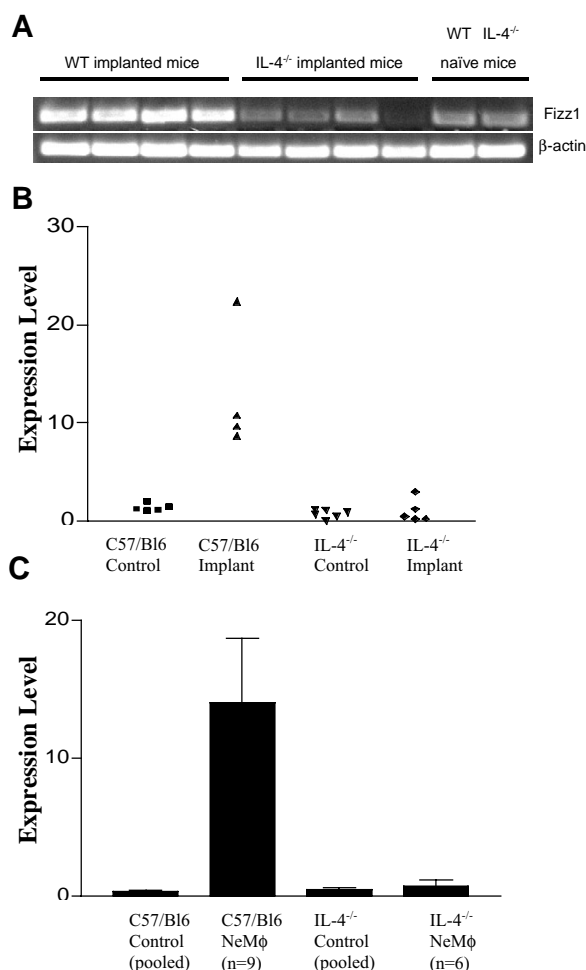 A
WT IL-4-/-
WT implanted mice IL-4-/- implanted mice naïve mice
Fizz1
β-actin
B
30
20
10
0
Expression Level
C57/Bl6 Control
C57/Bl6 Implant
IL-4-/- Control
IL-4-/- Implant
C
20
10
0
Expression Level
C57/Bl6 Control (pooled)
C57/Bl6 NeMϕ (n=9)
IL-4-/- Control (pooled)
IL-4-/- NeMϕ (n=6)